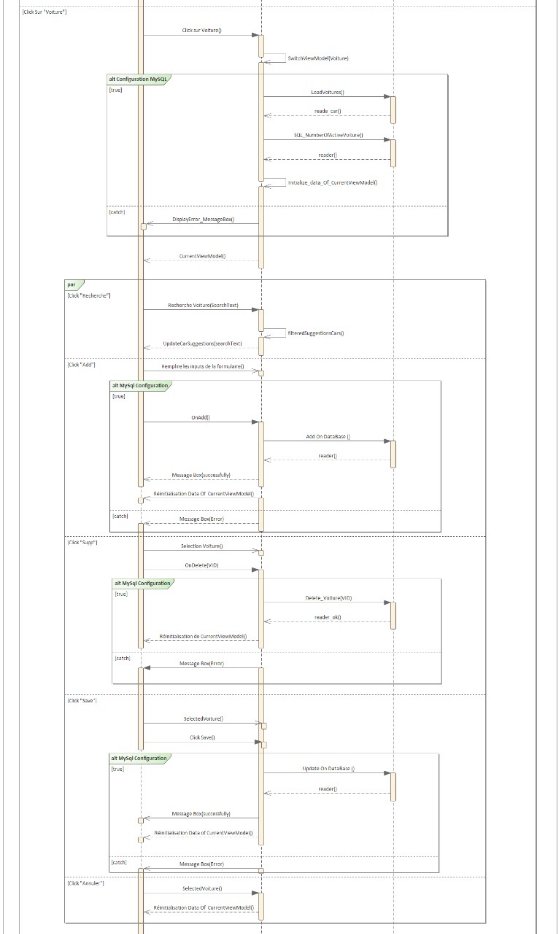 [Click Sur "Voiture"]
Click sur Voiture()
SwitchViewModel(Voiture)
alt Configuration MySQL
[true]
LoadVoitures()
reade_car()
SQL_NumberOfActiveVoiture()
reader()
Initialize_data_Of_CurrentViewModel()
[catch]
DisplayError_MessageBox()
CurrentViewModel()
par
[Click "Recherche"]
Recherche Voiture(SearchText)
filteredSuggestionsCars()
UpdateCarSuggestions(searchText)
[Click "Add"]
Remplire les inputs de la formulaire()
alt MySql Configuration
[true]
OnAdd()
Add On DataBase ()
reader()
Message Box(successfully)
Réinitialisation Data Of CurrentViewModel()
[catch]
Message Box(Error)
[Click "Supp"]
Selection Voiture()
OnDelete(VID)
alt MySql Configuration
[true]
Delete_Voiture(VID)
reader_ok()
Réinitialisation de CurrentViewModel()
[catch]
Message Box(Error)
[Click "Save"]
SelectedVoiture()
Click Save()
alt MySql Configuration
[true]
Update On DataBase ()
reader()
Message Box(successfully)
Réinitialisation Data of CurrentViewModel()
[catch]
Message Box(Error)
[Click "Annuler"]
SelectedVoiture()
Réinitialisation Data Of CurrentViewModel()